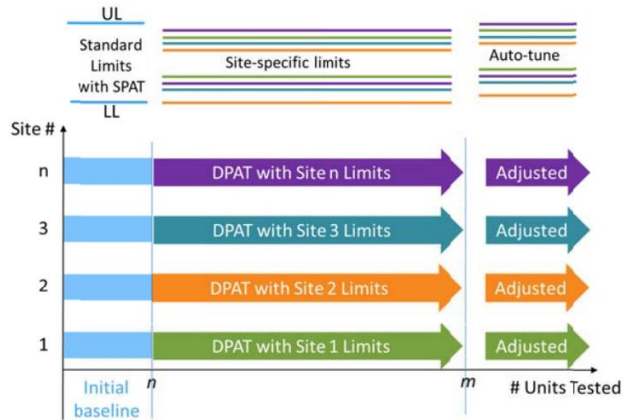 UL
Standard
Limits
with SPAT
LL
Site-specific limits
Auto-tune
Site #
n
DPAT with Site n Limits
Adjusted
3
DPAT with Site 3 Limits
Adjusted
2
DPAT with Site 2 Limits
Adjusted
1
DPAT with Site 1 Limits
Adjusted
Initial
baseline
n
m
# Units Tested